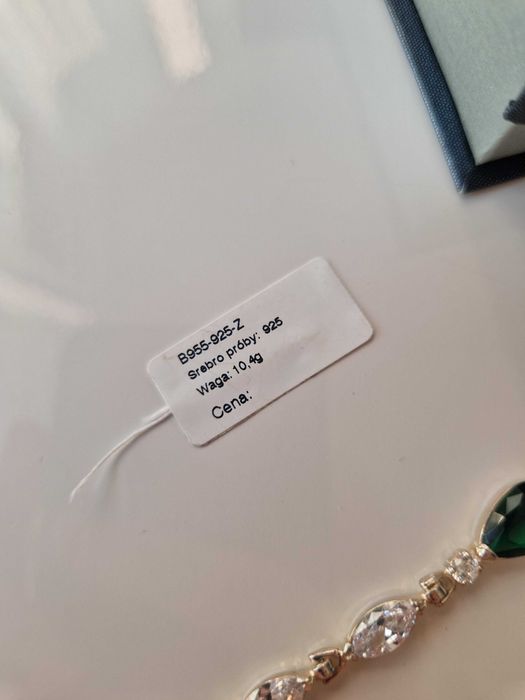 B955-925-Z
Srebro próby: 925
Waga: 10,4g
Cena: